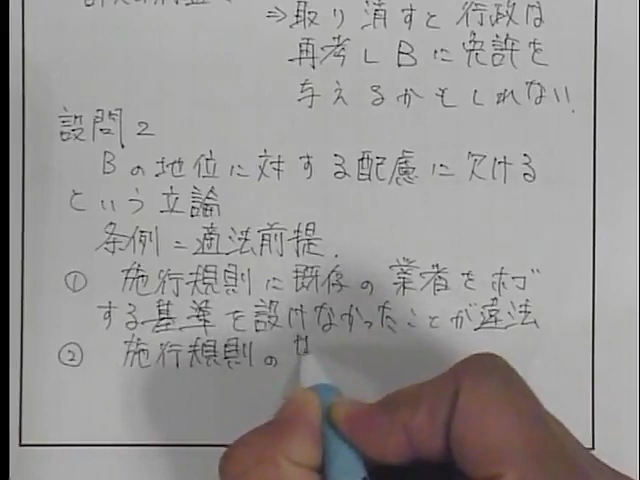 ⇒取り消すと行政は
再考しBに免許を
与えるかもしれない。
設問2
Bの地位に対する配慮に欠ける
という立論
条例=適法前提.
① 施行規則に既存の業者をホゴ
する基準を設けなかったことが違法
② 施行規則の